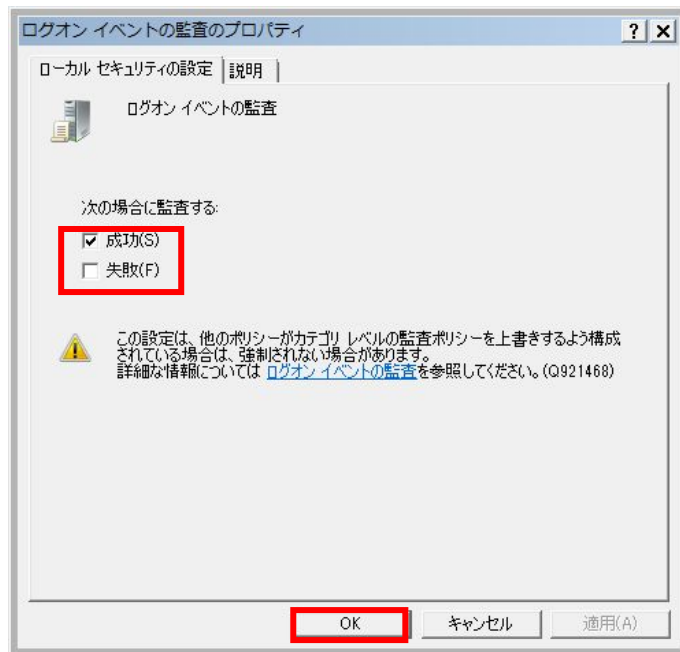 ログオン イベントの監査のプロパティ
? x
ローカル セキュリティの設定 説明
ログオン イベントの監査
次の場合に監査する:
成功(S)
失敗(F)
この設定は、他のポリシーがカテゴリ レベルの監査ポリシーを上書きするよう構成
されている場合は、強制されない場合があります。
詳細な情報については ログオン イベントの監査を参照してください。(Q921468)
OK キャンセル 適用(A)